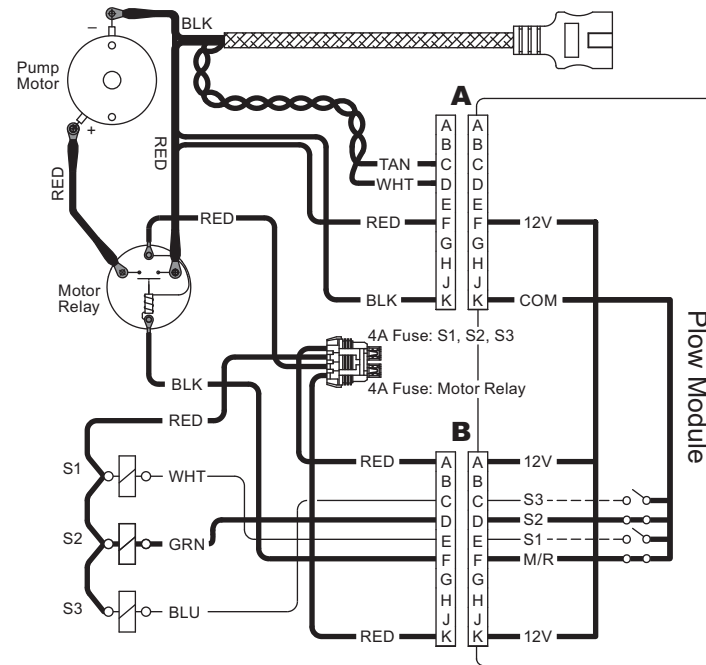 BLK
–
Pump
Motor
+
RED
RED
A
A
B
C
D
E
F
G
H
J
K
A
B
C
D
E
F
G
H
J
K
TAN
WHT
RED
RED
12V
Motor
Relay
BLK
COM
Plow Module
4A Fuse: S1, S2, S3
4A Fuse: Motor Relay
BLK
RED
B
A
B
C
D
E
F
G
H
J
K
A
B
C
D
E
F
G
H
J
K
RED
12V
S1
WHT
S3
S2
GRN
S2
S1
M/R
S3
BLU
RED
12V